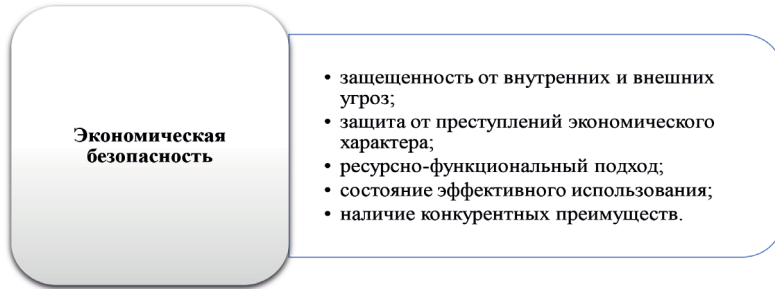 Экономическая
безопасность
• защещенность от внутренних и внешних
угроз;
• защита от преступлений экономического
характера;
• ресурсно-функциональный подход;
• состояние эффективного использования;
• наличие конкурентных преимуществ.